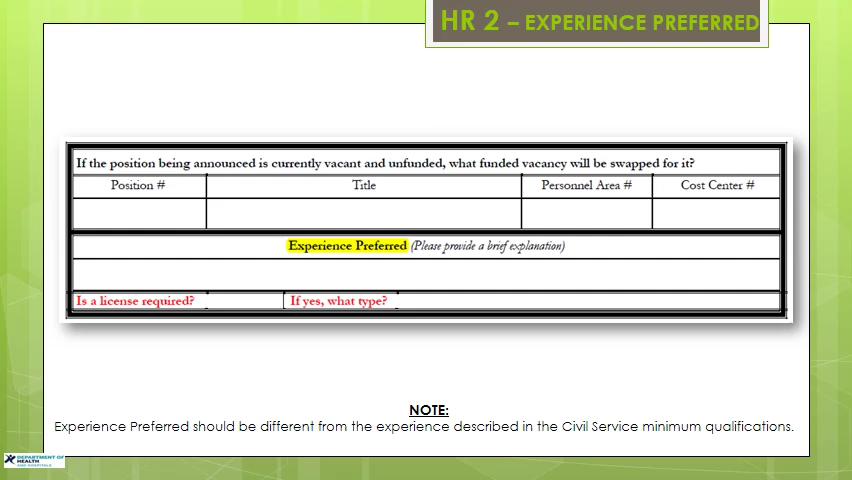 HR 2 – EXPERIENCE PREFERRED
If the position being announced is currently vacant and unfunded, what funded vacancy will be swapped for it?
Position # Title Personnel Area # Cost Center #
Experience Preferred (Please provide a brief explanation)
Is a license required? If yes, what type?
NOTE:
Experience Preferred should be different from the experience described in the Civil Service minimum qualifications.
DEPARTMENT OF
HEALTH
AND HOSPITALS